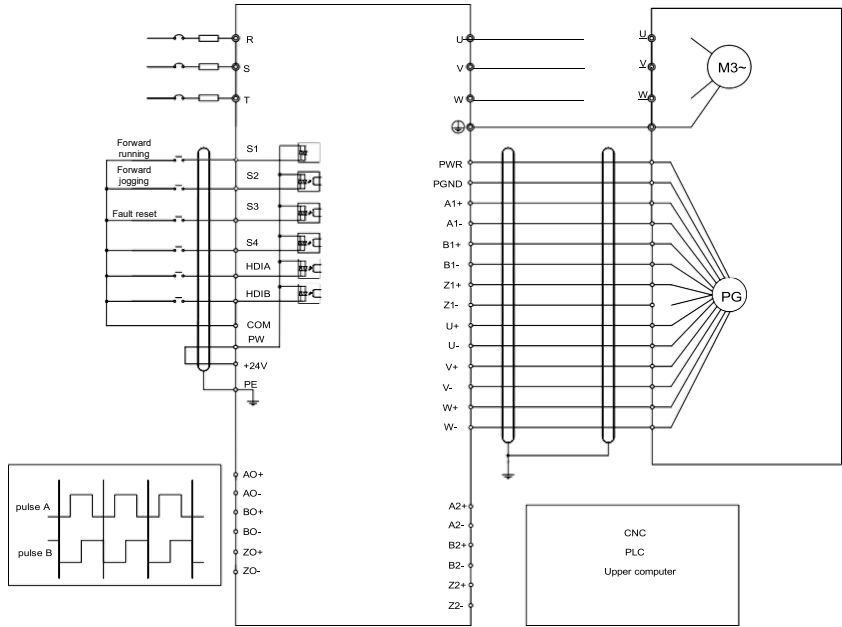 R
S
T
Forward
running
Forward
jogging
Fault reset
S1
S2
S3
S4
HDIA
HDIB
COM
PW
+24V
PE
U
V
W
PWR
PGND
A1+
A1-
B1+
B1-
Z1+
Z1-
U+
U-
V+
V-
W+
W-
U
V
W
M3~
PG
pulse A
pulse B
AO+
AO-
BO+
BO-
ZO+
ZO-
A2+
A2-
B2+
B2-
Z2+
Z2-
CNC
PLC
Upper computer